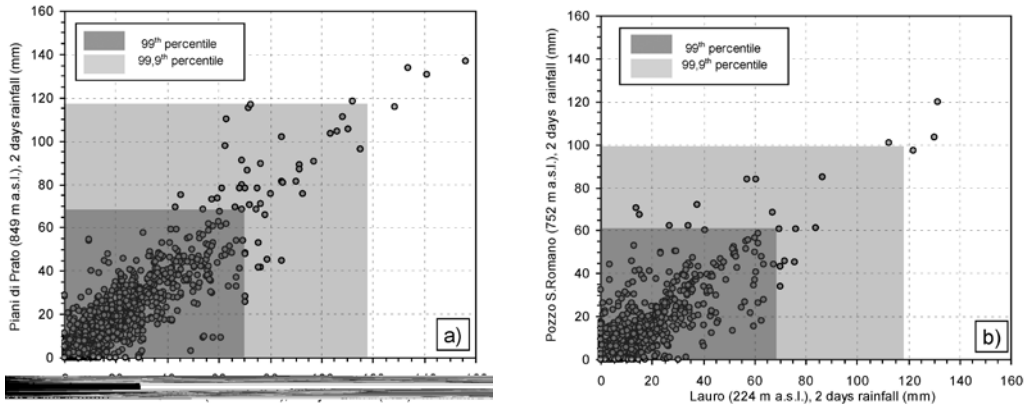 160
140
120
100
80
60
40
20
0
Piani di Prato (849 m a.s.l.), 2 days rainfall (mm)
99th percentile
99,9th percentile
a)
160
140
120
100
80
60
40
20
0
Pozzo S.Romano (752 m a.s.l.), 2 days rainfall (mm)
99th percentile
99,9th percentile
b)
0 20 40 60 80 100 120 140 160
Lauro (224 m a.s.l.), 2 days rainfall (mm)